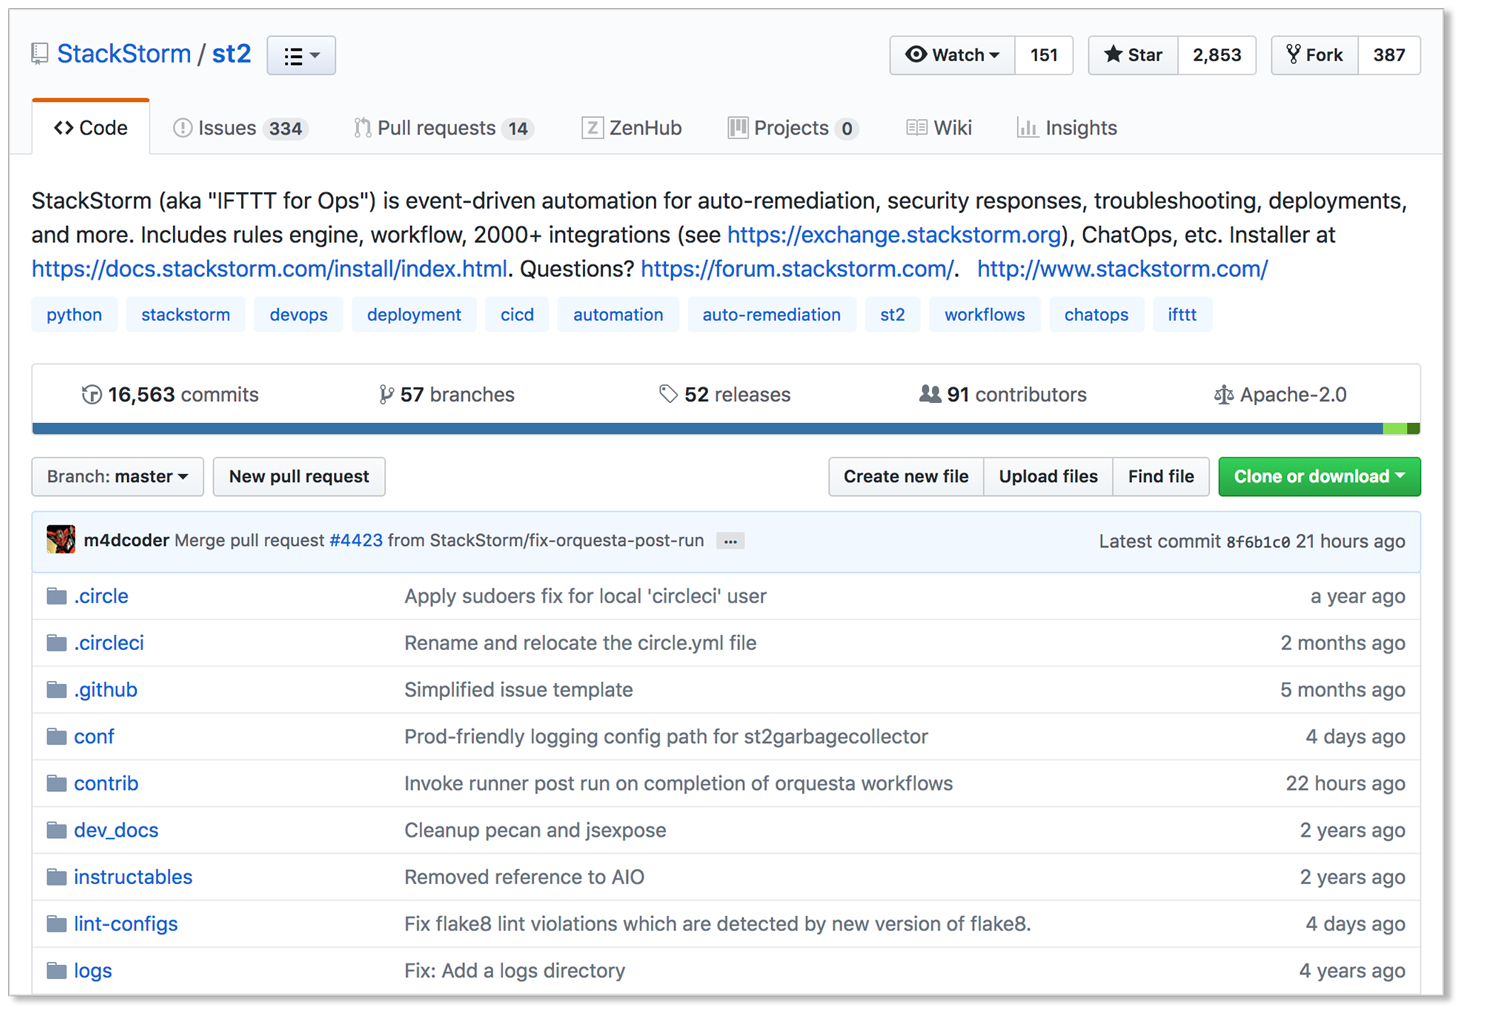 StackStorm / st2
Watch 151 Star 2,853 Fork 387
Code Issues 334 Pull requests 14 Z ZenHub Projects 0 Wiki Insights
StackStorm (aka "IFTTT for Ops") is event-driven automation for auto-remediation, security responses, troubleshooting, deployments,
and more. Includes rules engine, workflow, 2000+ integrations (see https://exchange.stackstorm.org), ChatOps, etc. Installer at
https://docs.stackstorm.com/install/index.html. Questions? https://forum.stackstorm.com/. http://www.stackstorm.com/
python stackstorm devops deployment cicd automation auto-remediation st2 workflows chatops ifttt
16,563 commits 57 branches 52 releases 91 contributors Apache-2.0
Branch: master New pull request Create new file Upload files Find file Clone or download
m4dcoder Merge pull request #4423 from StackStorm/fix-orquesta-post-run ... Latest commit 8f6b1c0 21 hours ago
.circle Apply sudoers fix for local 'circleci' user a year ago
.circleci Rename and relocate the circle.yml file 2 months ago
.github Simplified issue template 5 months ago
conf Prod-friendly logging config path for st2garbagecollector 4 days ago
contrib Invoke runner post run on completion of orquesta workflows 22 hours ago
dev_docs Cleanup pecan and jsexpose 2 years ago
instructables Removed reference to AIO 2 years ago
lint-configs Fix flake8 lint violations which are detected by new version of flake8. 4 days ago
logs Fix: Add a logs directory 4 years ago